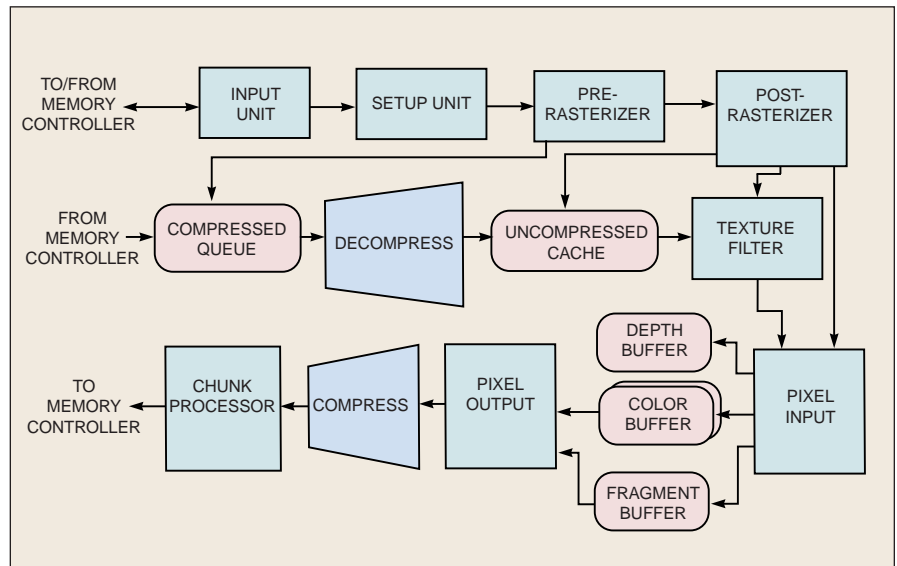 TO/FROM
MEMORY
CONTROLLER
INPUT
UNIT
SETUP UNIT
PRE-
RASTERIZER
POST-
RASTERIZER
FROM
MEMORY
CONTROLLER
COMPRESSED
QUEUE
DECOMPRESS
UNCOMPRESSED
CACHE
TEXTURE
FILTER
TO
MEMORY
CONTROLLER
CHUNK
PROCESSOR
COMPRESS
PIXEL
OUTPUT
DEPTH
BUFFER
COLOR
BUFFER
FRAGMENT
BUFFER
PIXEL
INPUT